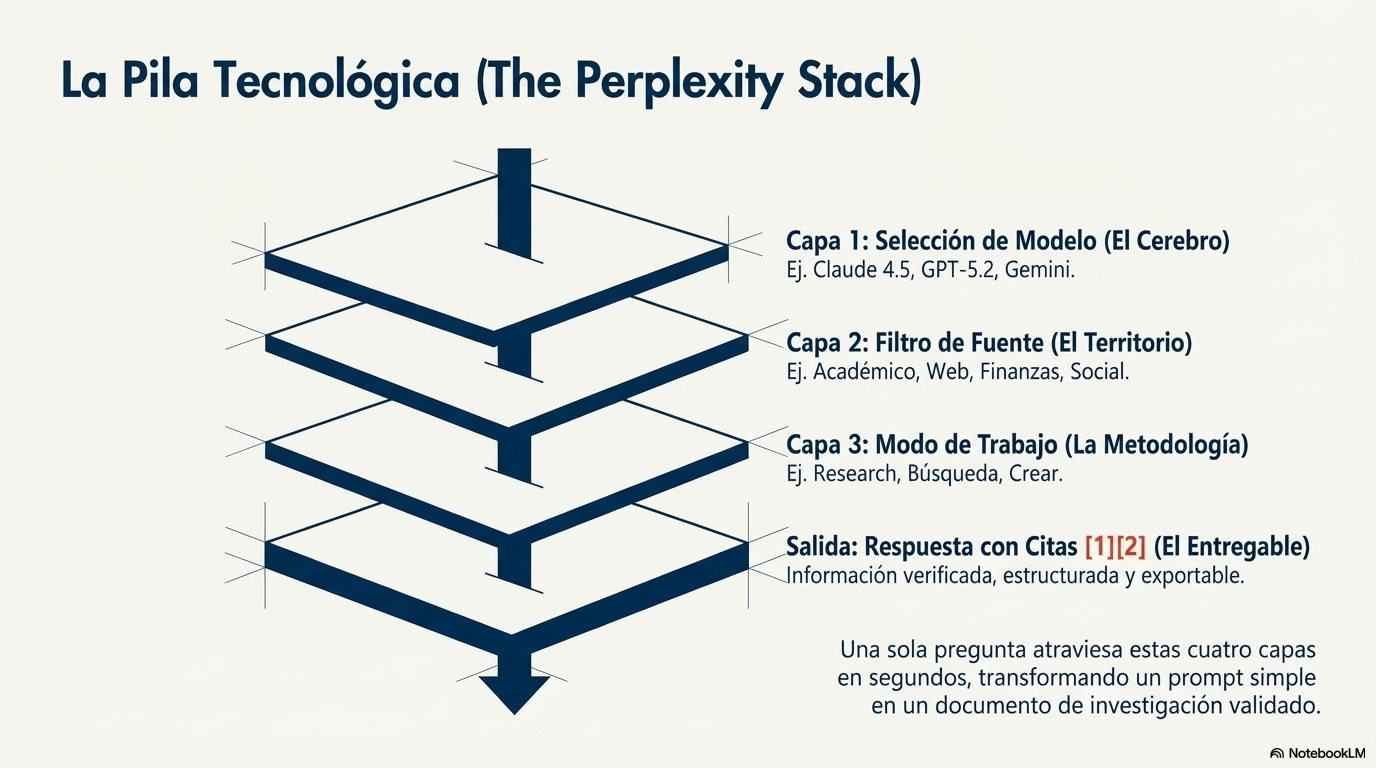 La Pila Tecnológica (The Perplexity Stack)
Capa 1: Selección de Modelo (El Cerebro)
Ej. Claude 4.5, GPT-5.2, Gemini.
Capa 2: Filtro de Fuente (El Territorio)
Ej. Académico, Web, Finanzas, Social.
Capa 3: Modo de Trabajo (La Metodología)
Ej. Research, Búsqueda, Crear.
Salida: Respuesta con Citas [1][2] (El Entregable)
Información verificada, estructurada y exportable.
Una sola pregunta atraviesa estas cuatro capas
en segundos, transformando un prompt simple
en un documento de investigación validado.
NotebookLM